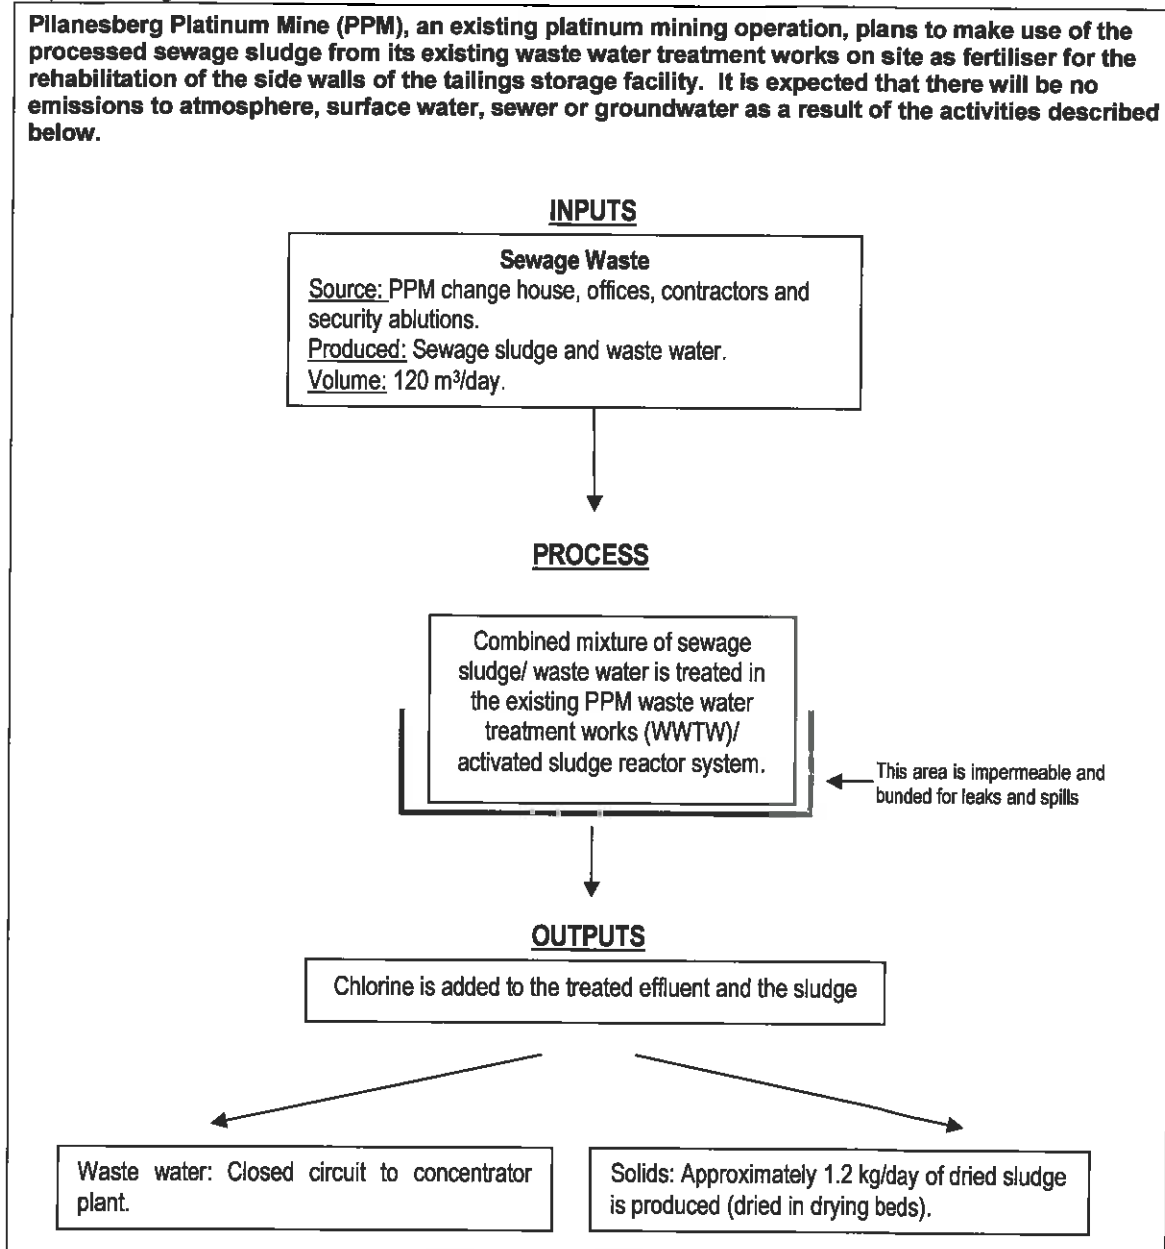 Pilanesberg Platinum Mine (PPM), an existing platinum mining operation, plans to make use of the
processed sewage sludge from its existing waste water treatment works on site as fertiliser for the
rehabilitation of the side walls of the tailings storage facility. It is expected that there will be no
emissions to atmosphere, surface water, sewer or groundwater as a result of the activities described
below.
INPUTS
Sewage Waste
Source: PPM change house, offices, contractors and
security ablutions.
Produced: Sewage sludge and waste water.
Volume: 120 m³/day.
PROCESS
Combined mixture of sewage
sludge/ waste water is treated in
the existing PPM waste water
treatment works (WWTW)/
activated sludge reactor system.
This area is impermeable and
bunded for leaks and spills
OUTPUTS
Chlorine is added to the treated effluent and the sludge
Waste water: Closed circuit to concentrator
plant.
Solids: Approximately 1.2 kg/day of dried sludge
is produced (dried in drying beds).